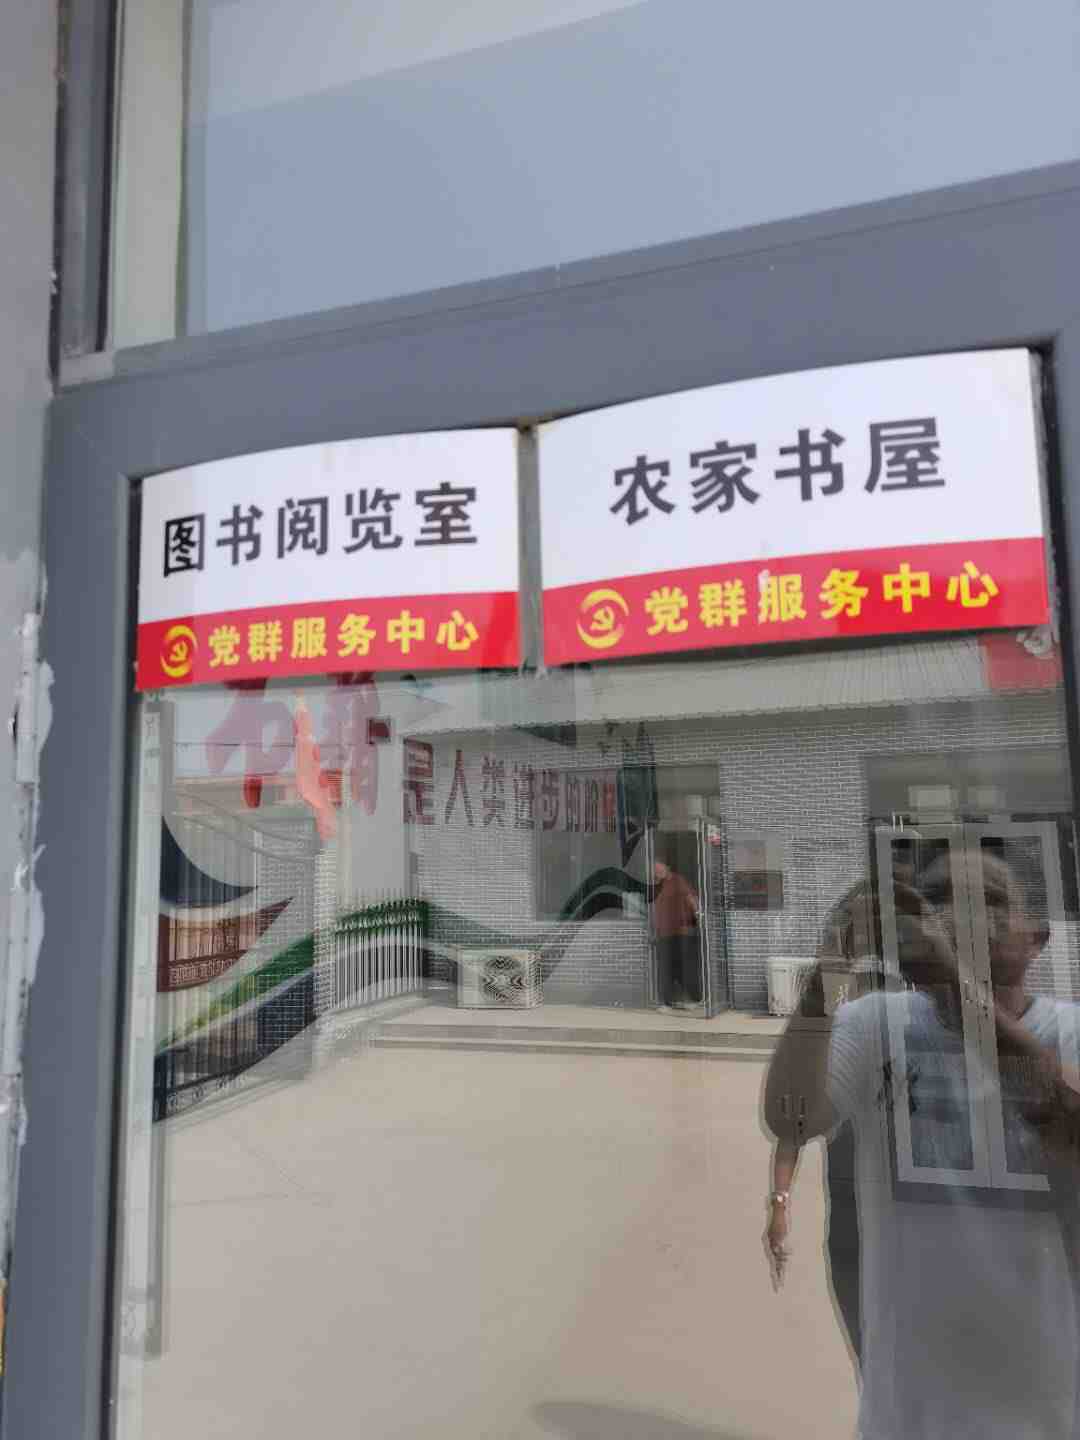 图书阅览室
党群服务中心
农家书屋
党群服务中心
是人类进步的阶梯